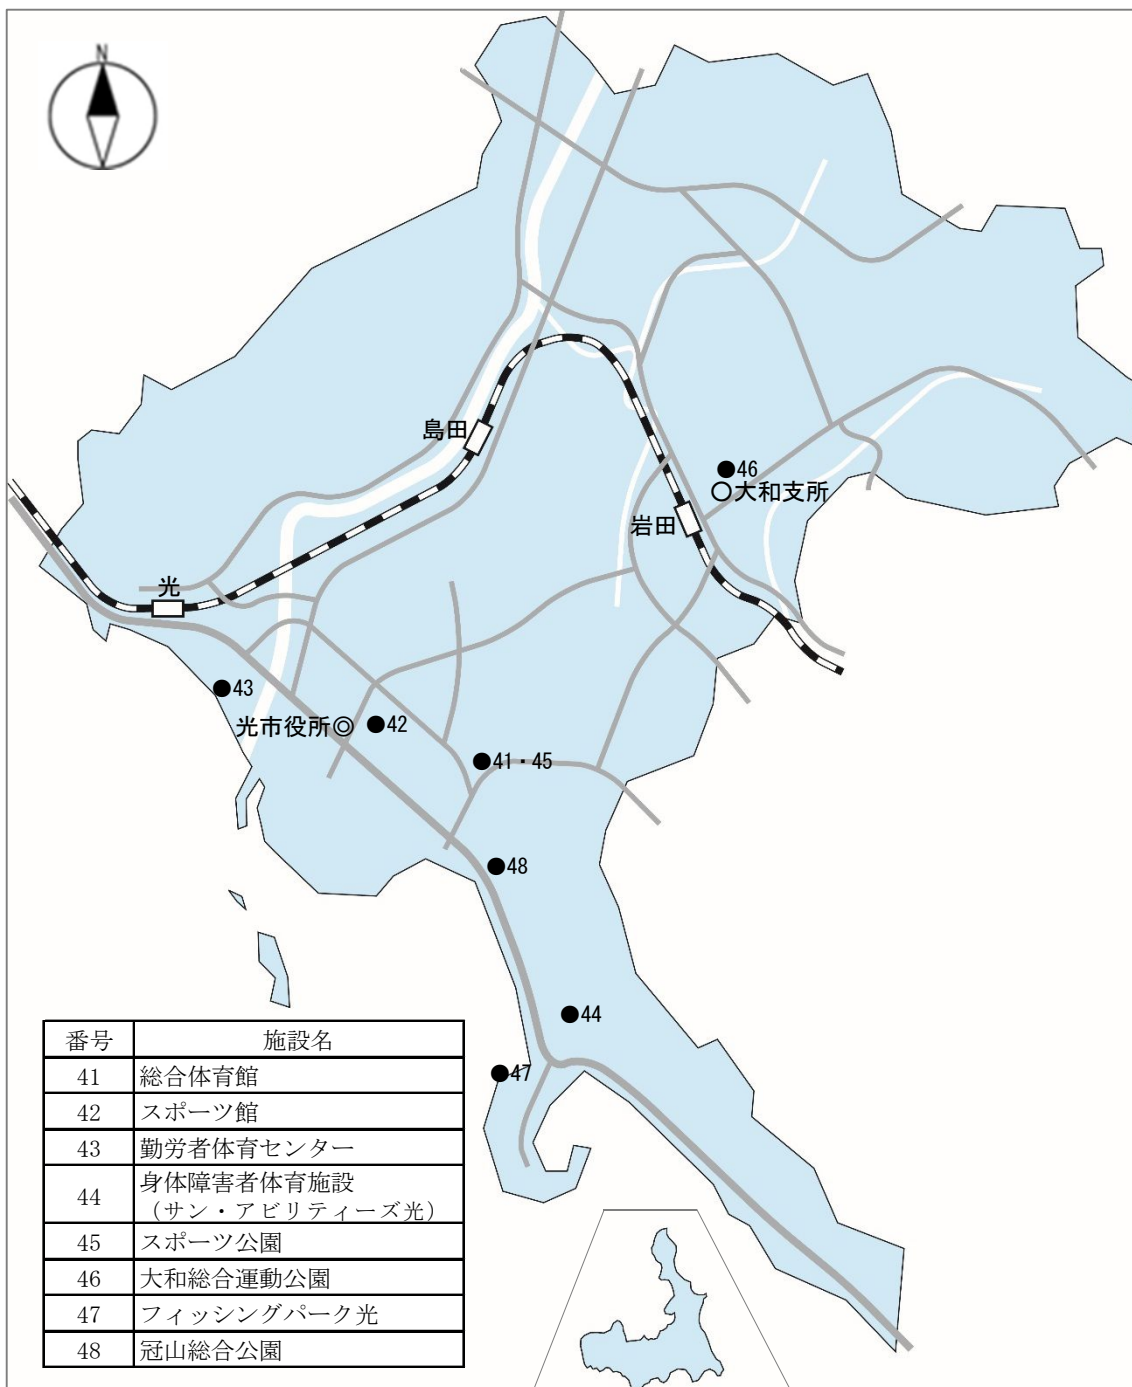 N
島田
46
大和支所
岩田
光
43
光市役所
42
41・45
48
44
47
番号 施設名
41 総合体育館
42 スポーツ館
43 勤労者体育センター
44 身体障害者体育施設
（サン・アビリティーズ光）
45 スポーツ公園
46 大和総合運動公園
47 フィッシングパーク光
48 冠山総合公園